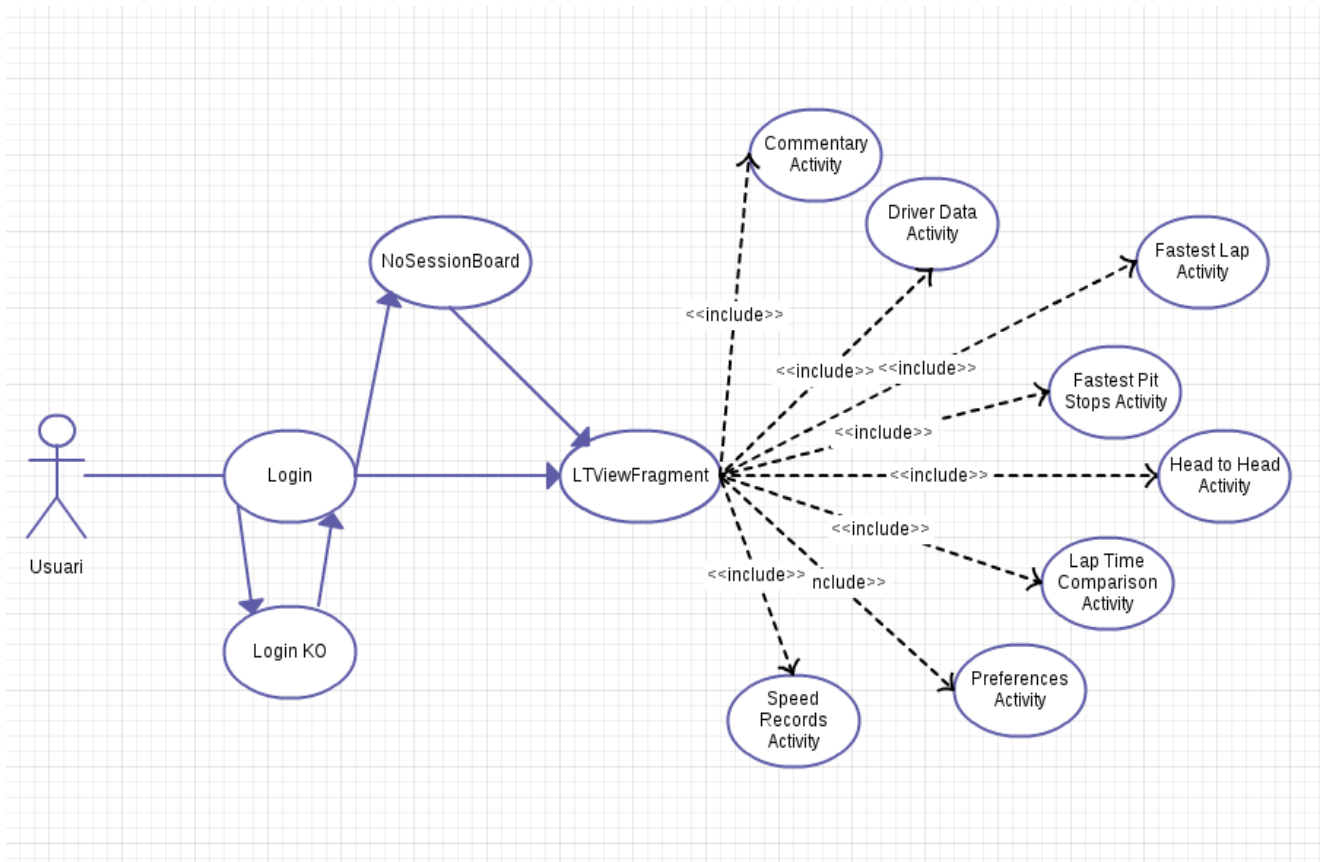 Commentary
Activity
Driver Data
Activity
Fastest Lap
Activity
NoSessionBoard
<<include>>
<<include>>
<<include>>
Fastest Pit
Stops Activity
<<include>>
Login
LTViewFragment
<<include>>
Head to Head
Activity
<<include>>
Usuari
<<include>>
nclude>>
Lap Time
Comparison
Activity
Login KO
Preferences
Activity
Speed
Records
Activity